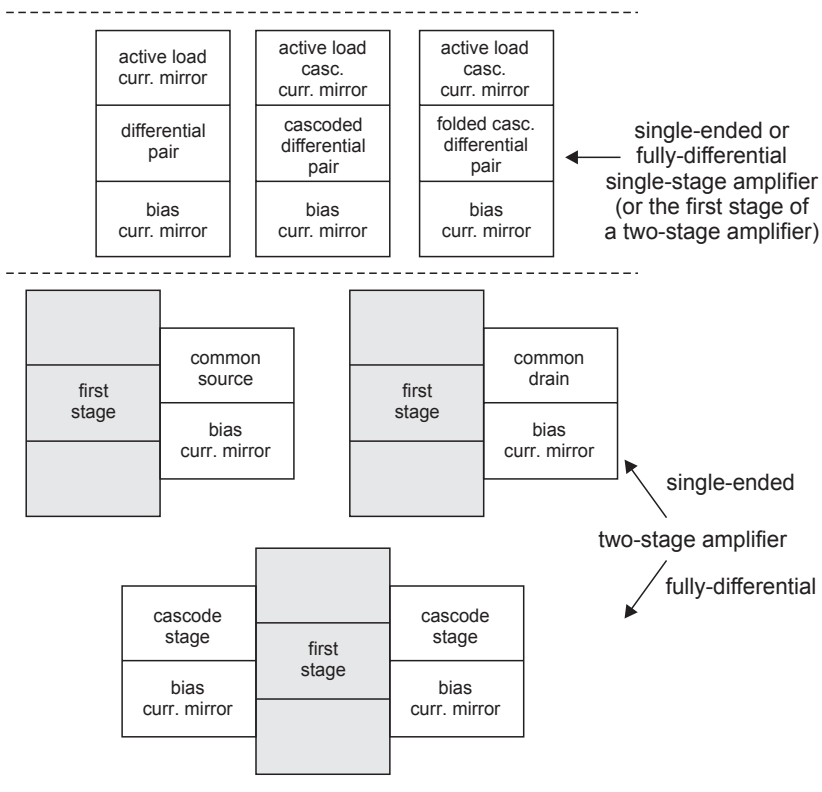 active load
curr. mirror
differential
pair
bias
curr. mirror
active load
casc.
curr. mirror
cascoded
differential
pair
bias
curr. mirror
active load
casc.
curr. mirror
folded casc.
differential
pair
bias
curr. mirror
single-ended or
fully-differential
single-stage amplifier
(or the first stage of
a two-stage amplifier)
first
stage
common
source
bias
curr. mirror
first
stage
common
drain
bias
curr. mirror
single-ended
two-stage amplifier
fully-differential
cascode
stage
bias
curr. mirror
first
stage
cascode
stage
bias
curr. mirror